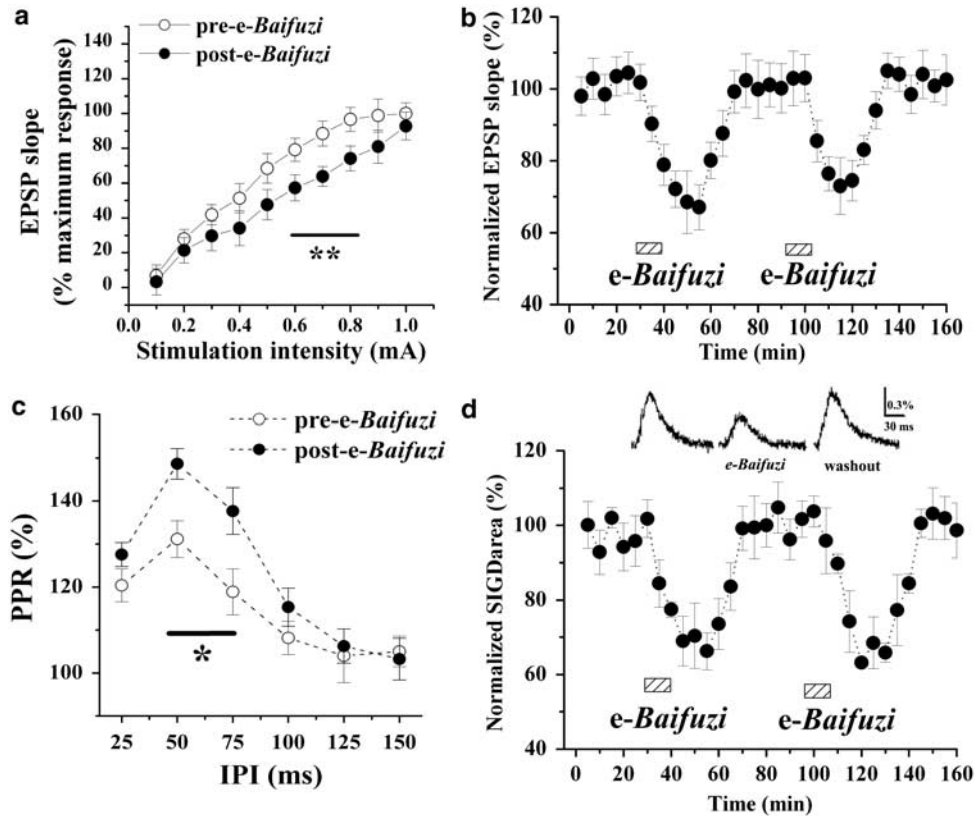 a
pre-e-Baifuzi
post-e-Baifuzi
EPSP slope
(% maximum response)
140
120
100
80
60
40
20
0
**
0.0 0.2 0.4 0.6 0.8 1.0
Stimulation intensity (mA)
b
Normalized EPSP slope (%)
120
100
80
60
40
e-Baifuzi e-Baifuzi
0 20 40 60 80 100 120 140 160
Time (min)
c
pre-e-Baifuzi
post-e-Baifuzi
PPR (%)
160
140
120
100
*
25 50 75 100 125 150
IPI (ms)
d
0.3%
30 ms
e-Baifuzi washout
Normalized SIGDarea (%)
120
100
80
60
40
e-Baifuzi e-Baifuzi
0 20 40 60 80 100 120 140 160
Time (min)